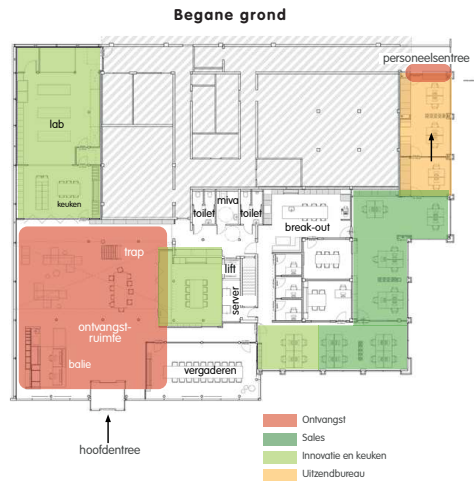 Begane grond
personeelsentree
lab
keuken
toilet
miva
toilet
break-out
trap
lift
server
ontvangst-
ruimte
balie
vergaderen
hoofdentree
Ontvangst
Sales
Innovatie en keuken
Uitzendbureau